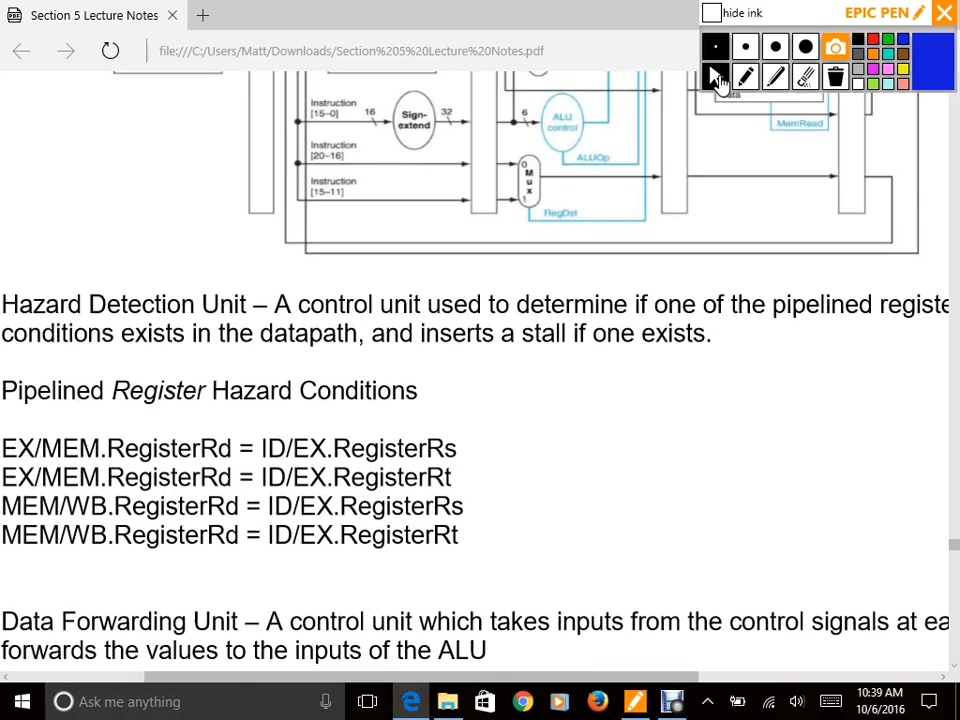 Section 5 Lecture Notes
hide ink
EPIC PEN
file:///C:/Users/Matt/Downloads/Section%205%20Lecture%20Notes.pdf
Instruction
[15–0]
16
Sign-
extend
32
6
ALU
control
MemRead
Instruction
[20–16]
ALUOp
0
M
u
x
1
Instruction
[15–11]
RegDst
Hazard Detection Unit – A control unit used to determine if one of the pipelined registe
conditions exists in the datapath, and inserts a stall if one exists.
Pipelined Register Hazard Conditions
EX/MEM.RegisterRd = ID/EX.RegisterRs
EX/MEM.RegisterRd = ID/EX.RegisterRt
MEM/WB.RegisterRd = ID/EX.RegisterRs
MEM/WB.RegisterRd = ID/EX.RegisterRt
Data Forwarding Unit – A control unit which takes inputs from the control signals at ea
forwards the values to the inputs of the ALU
Ask me anything
10:39 AM
10/6/2016